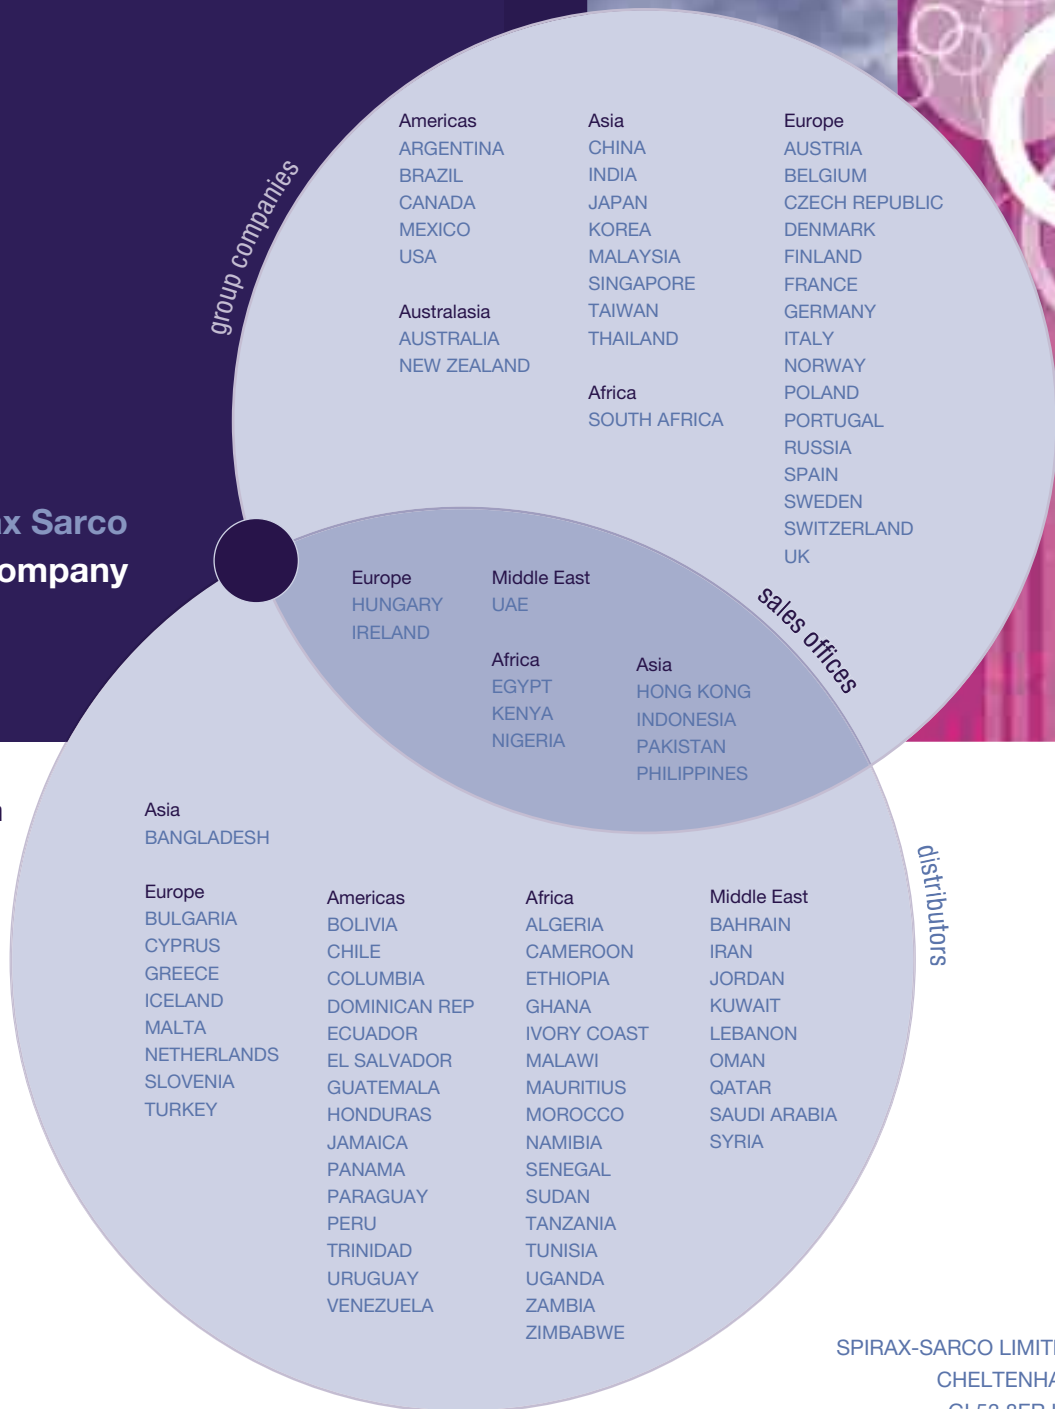 group companies
Americas
ARGENTINA
BRAZIL
CANADA
MEXICO
USA
Australasia
AUSTRALIA
NEW ZEALAND
Asia
CHINA
INDIA
JAPAN
KOREA
MALAYSIA
SINGAPORE
TAIWAN
THAILAND
Africa
SOUTH AFRICA
Europe
AUSTRIA
BELGIUM
CZECH REPUBLIC
DENMARK
FINLAND
FRANCE
GERMANY
ITALY
NORWAY
POLAND
PORTUGAL
RUSSIA
SPAIN
SWEDEN
SWITZERLAND
UK
Sarco
sales offices
Europe
HUNGARY
IRELAND
Middle East
UAE
Africa
EGYPT
KENYA
NIGERIA
Asia
HONG KONG
INDONESIA
PAKISTAN
PHILIPPINES
distributors
Asia
BANGLADESH
Europe
BULGARIA
CYPRUS
GREECE
ICELAND
MALTA
NETHERLANDS
SLOVENIA
TURKEY
Americas
BOLIVIA
CHILE
COLUMBIA
DOMINICAN REP
ECUADOR
EL SALVADOR
GUATEMALA
HONDURAS
JAMAICA
PANAMA
PARAGUAY
PERU
TRINIDAD
URUGUAY
VENEZUELA
Africa
ALGERIA
CAMEROON
ETHIOPIA
GHANA
IVORY COAST
MALAWI
MAURITIUS
MOROCCO
NAMIBIA
SENEGAL
SUDAN
TANZANIA
TUNISIA
UGANDA
ZAMBIA
ZIMBABWE
Middle East
BAHRAIN
IRAN
JORDAN
KUWAIT
LEBANON
OMAN
QATAR
SAUDI ARABIA
SYRIA
SPIRAX-SARCO